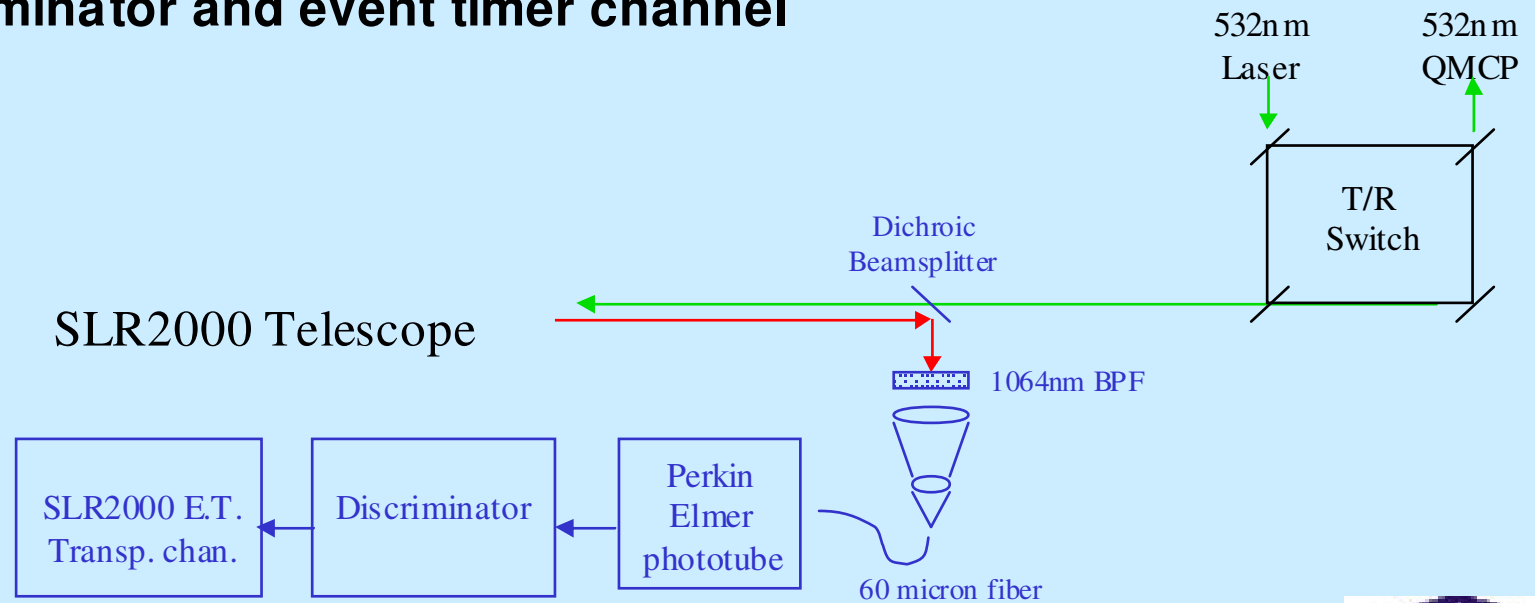 minator and event timer channel
532nm
Laser
532nm
QMCP
T/R
Switch
Dichroic
Beamsplitter
SLR2000 Telescope
1064nm BPF
SLR2000 E.T.
Transp. chan.
Discriminator
Perkin
Elmer
phototube
60 micron fiber